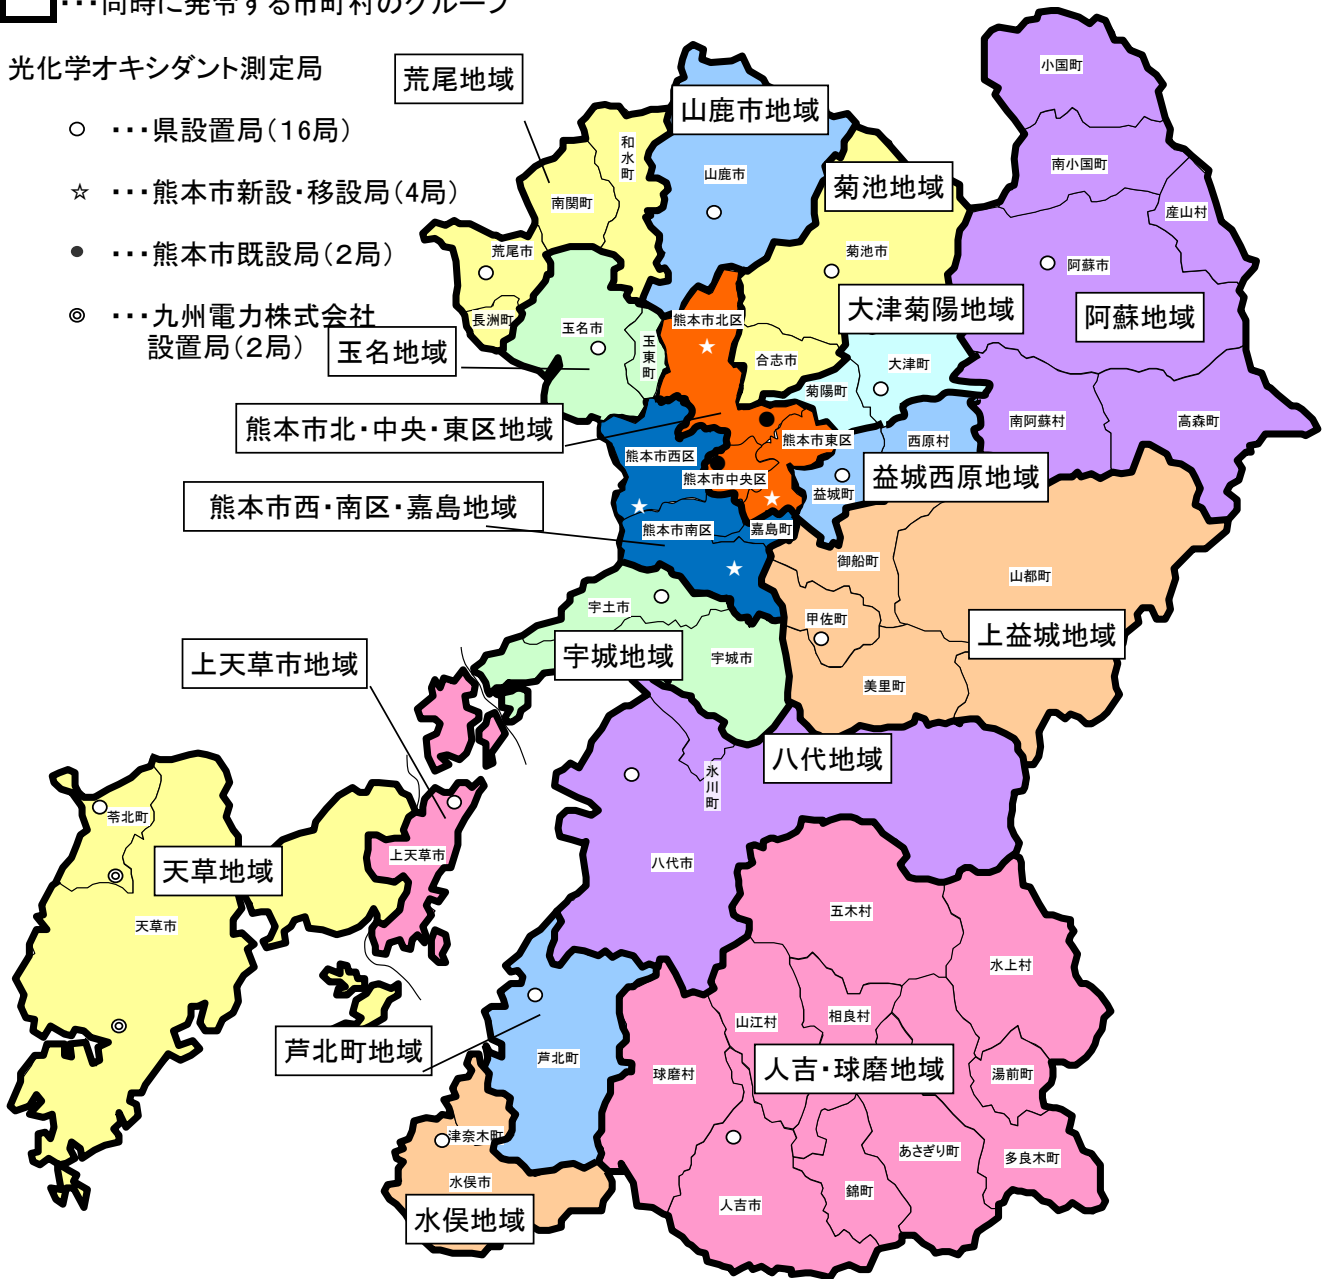 ・・・同時に発令する市町村のグループ
光化学オキシダント測定局
○ ・・・県設置局(16局)
☆ ・・・熊本市新設・移設局(4局)
● ・・・熊本市既設局(2局)
◎ ・・・九州電力株式会社
設置局(2局)
荒尾地域
山鹿市地域
菊池地域
大津菊陽地域
阿蘇地域
玉名地域
熊本市北・中央・東区地域
益城西原地域
熊本市西・南区・嘉島地域
上益城地域
宇城地域
上天草市地域
八代地域
天草地域
芦北町地域
人吉・球磨地域
水俣地域
小国町
南小国町
産山村
阿蘇市
南阿蘇村
高森町
和水町
南関町
荒尾市
長洲町
山鹿市
菊池市
合志市
玉名市
玉東町
熊本市北区
大津町
菊陽町
熊本市東区
西原村
熊本市西区
熊本市中央区
益城町
熊本市南区
嘉島町
御船町
山都町
甲佐町
美里町
宇土市
宇城市
氷川町
八代市
苓北町
上天草市
天草市
五木村
水上村
山江村
相良村
湯前町
球磨村
芦北町
津奈木町
あさぎり町
多良木町
水俣市
人吉市
錦町